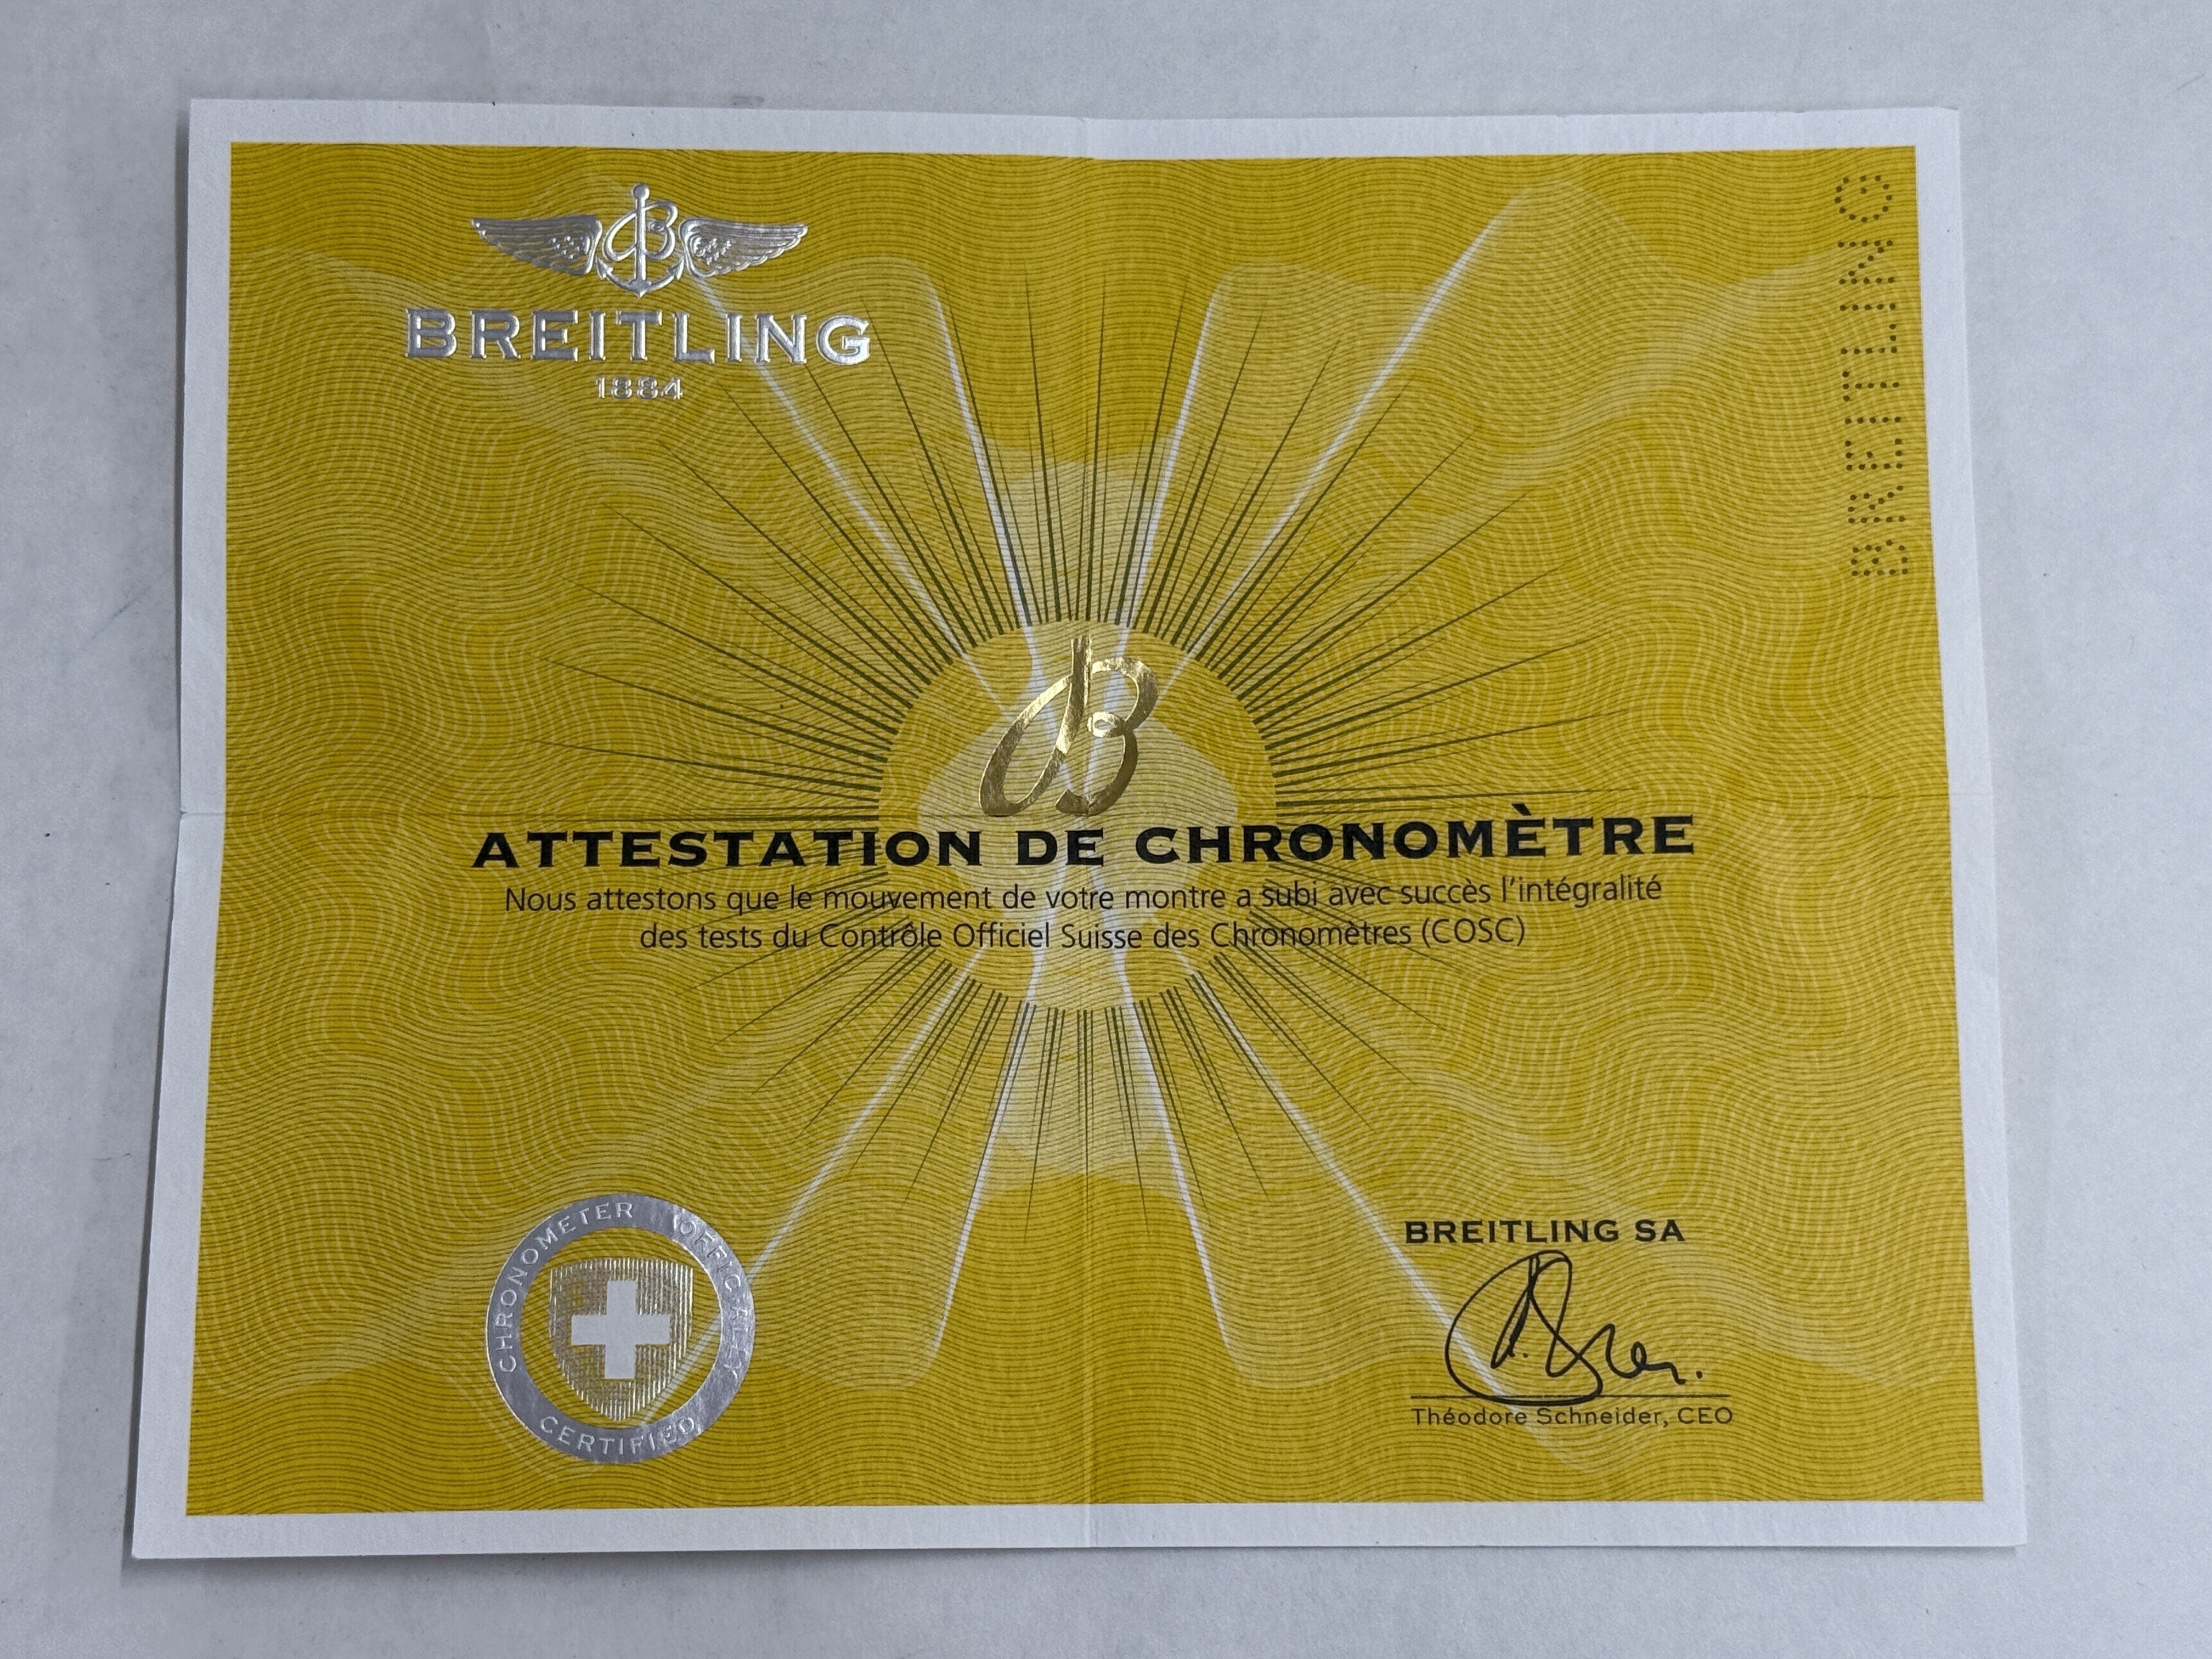 BREITLING
1884
BREITLING
B
ATTESTATION DE CHRONOMÈTRE
Nous attestons que le mouvement de votre montre a subi avec succès l'intégralité
des tests du Contrôle Officiel Suisse des Chronomètres (COSC)
CHRONOMETER OFFICIALLY
CERTIFIED
BREITLING SA
Théodore Schneider, CEO